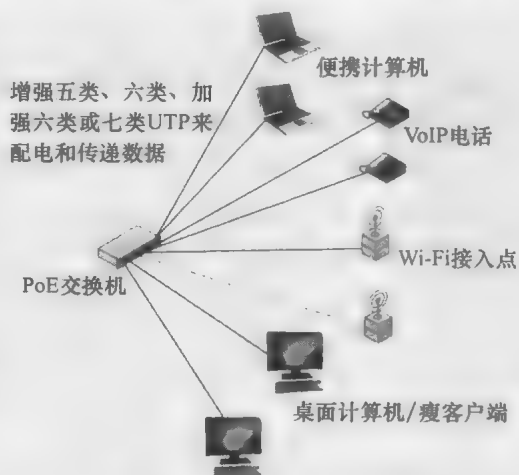 便携计算机
增强五类、六类、加
强六类或七类UTP来
配电和传递数据
VoIP电话
Wi-Fi接入点
PoE交换机
桌面计算机/瘦客户端